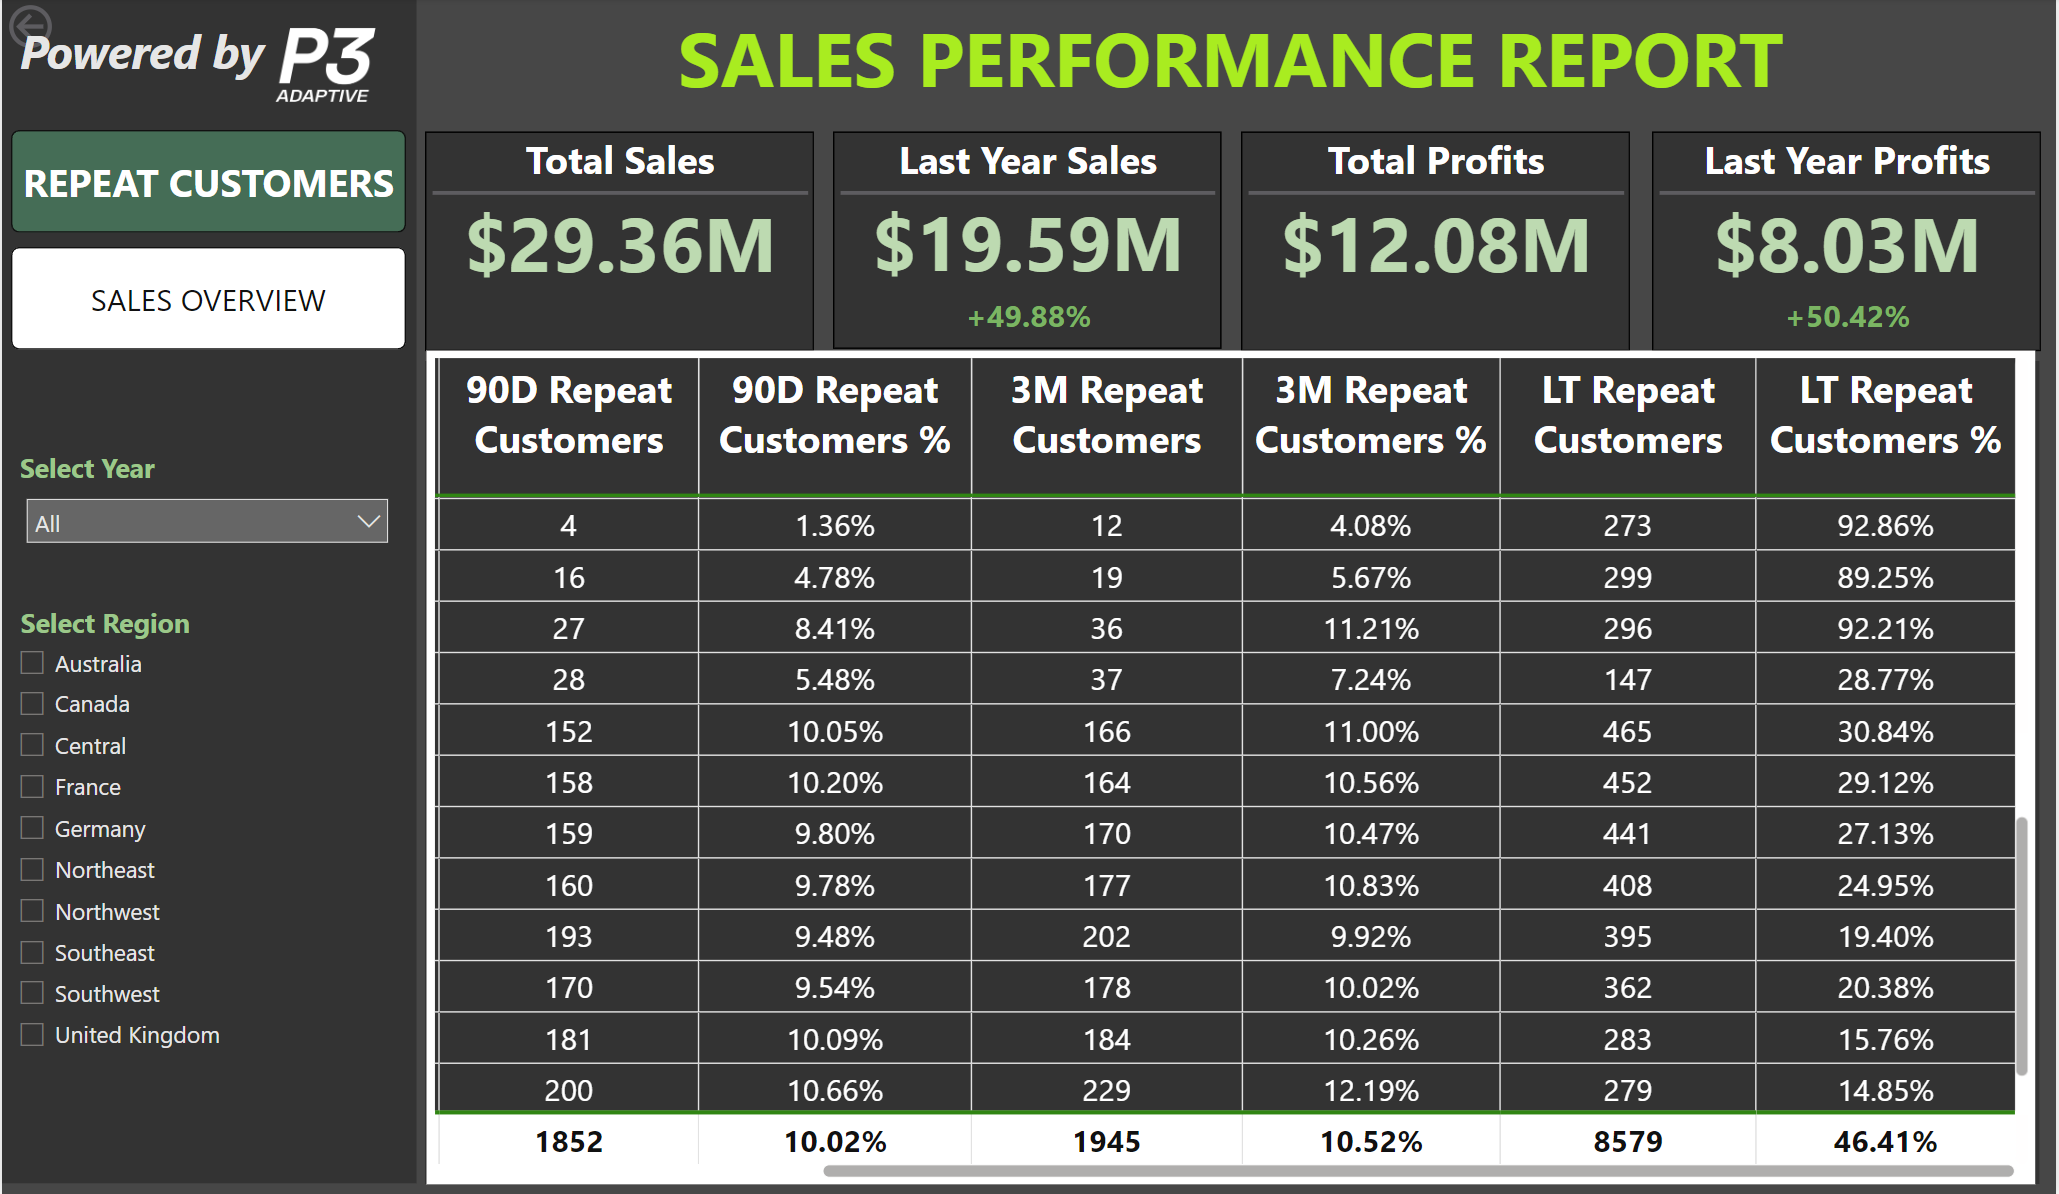 Powered by P3
ADAPTIVE
SALES PERFORMANCE REPORT
REPEAT CUSTOMERS
SALES OVERVIEW
Total Sales
$29.36M
Last Year Sales
$19.59M
+49.88%
Total Profits
$12.08M
Last Year Profits
$8.03M
+50.42%
Select Year
All
Select Region
Australia
Canada
Central
France
Germany
Northeast
Northwest
Southeast
Southwest
United Kingdom
90D Repeat Customers 90D Repeat Customers % 3M Repeat Customers 3M Repeat Customers % LT Repeat Customers LT Repeat Customers %
4 1.36% 12 4.08% 273 92.86%
16 4.78% 19 5.67% 299 89.25%
27 8.41% 36 11.21% 296 92.21%
28 5.48% 37 7.24% 147 28.77%
152 10.05% 166 11.00% 465 30.84%
158 10.20% 164 10.56% 452 29.12%
159 9.80% 170 10.47% 441 27.13%
160 9.78% 177 10.83% 408 24.95%
193 9.48% 202 9.92% 395 19.40%
170 9.54% 178 10.02% 362 20.38%
181 10.09% 184 10.26% 283 15.76%
200 10.66% 229 12.19% 279 14.85%
1852 10.02% 1945 10.52% 8579 46.41%